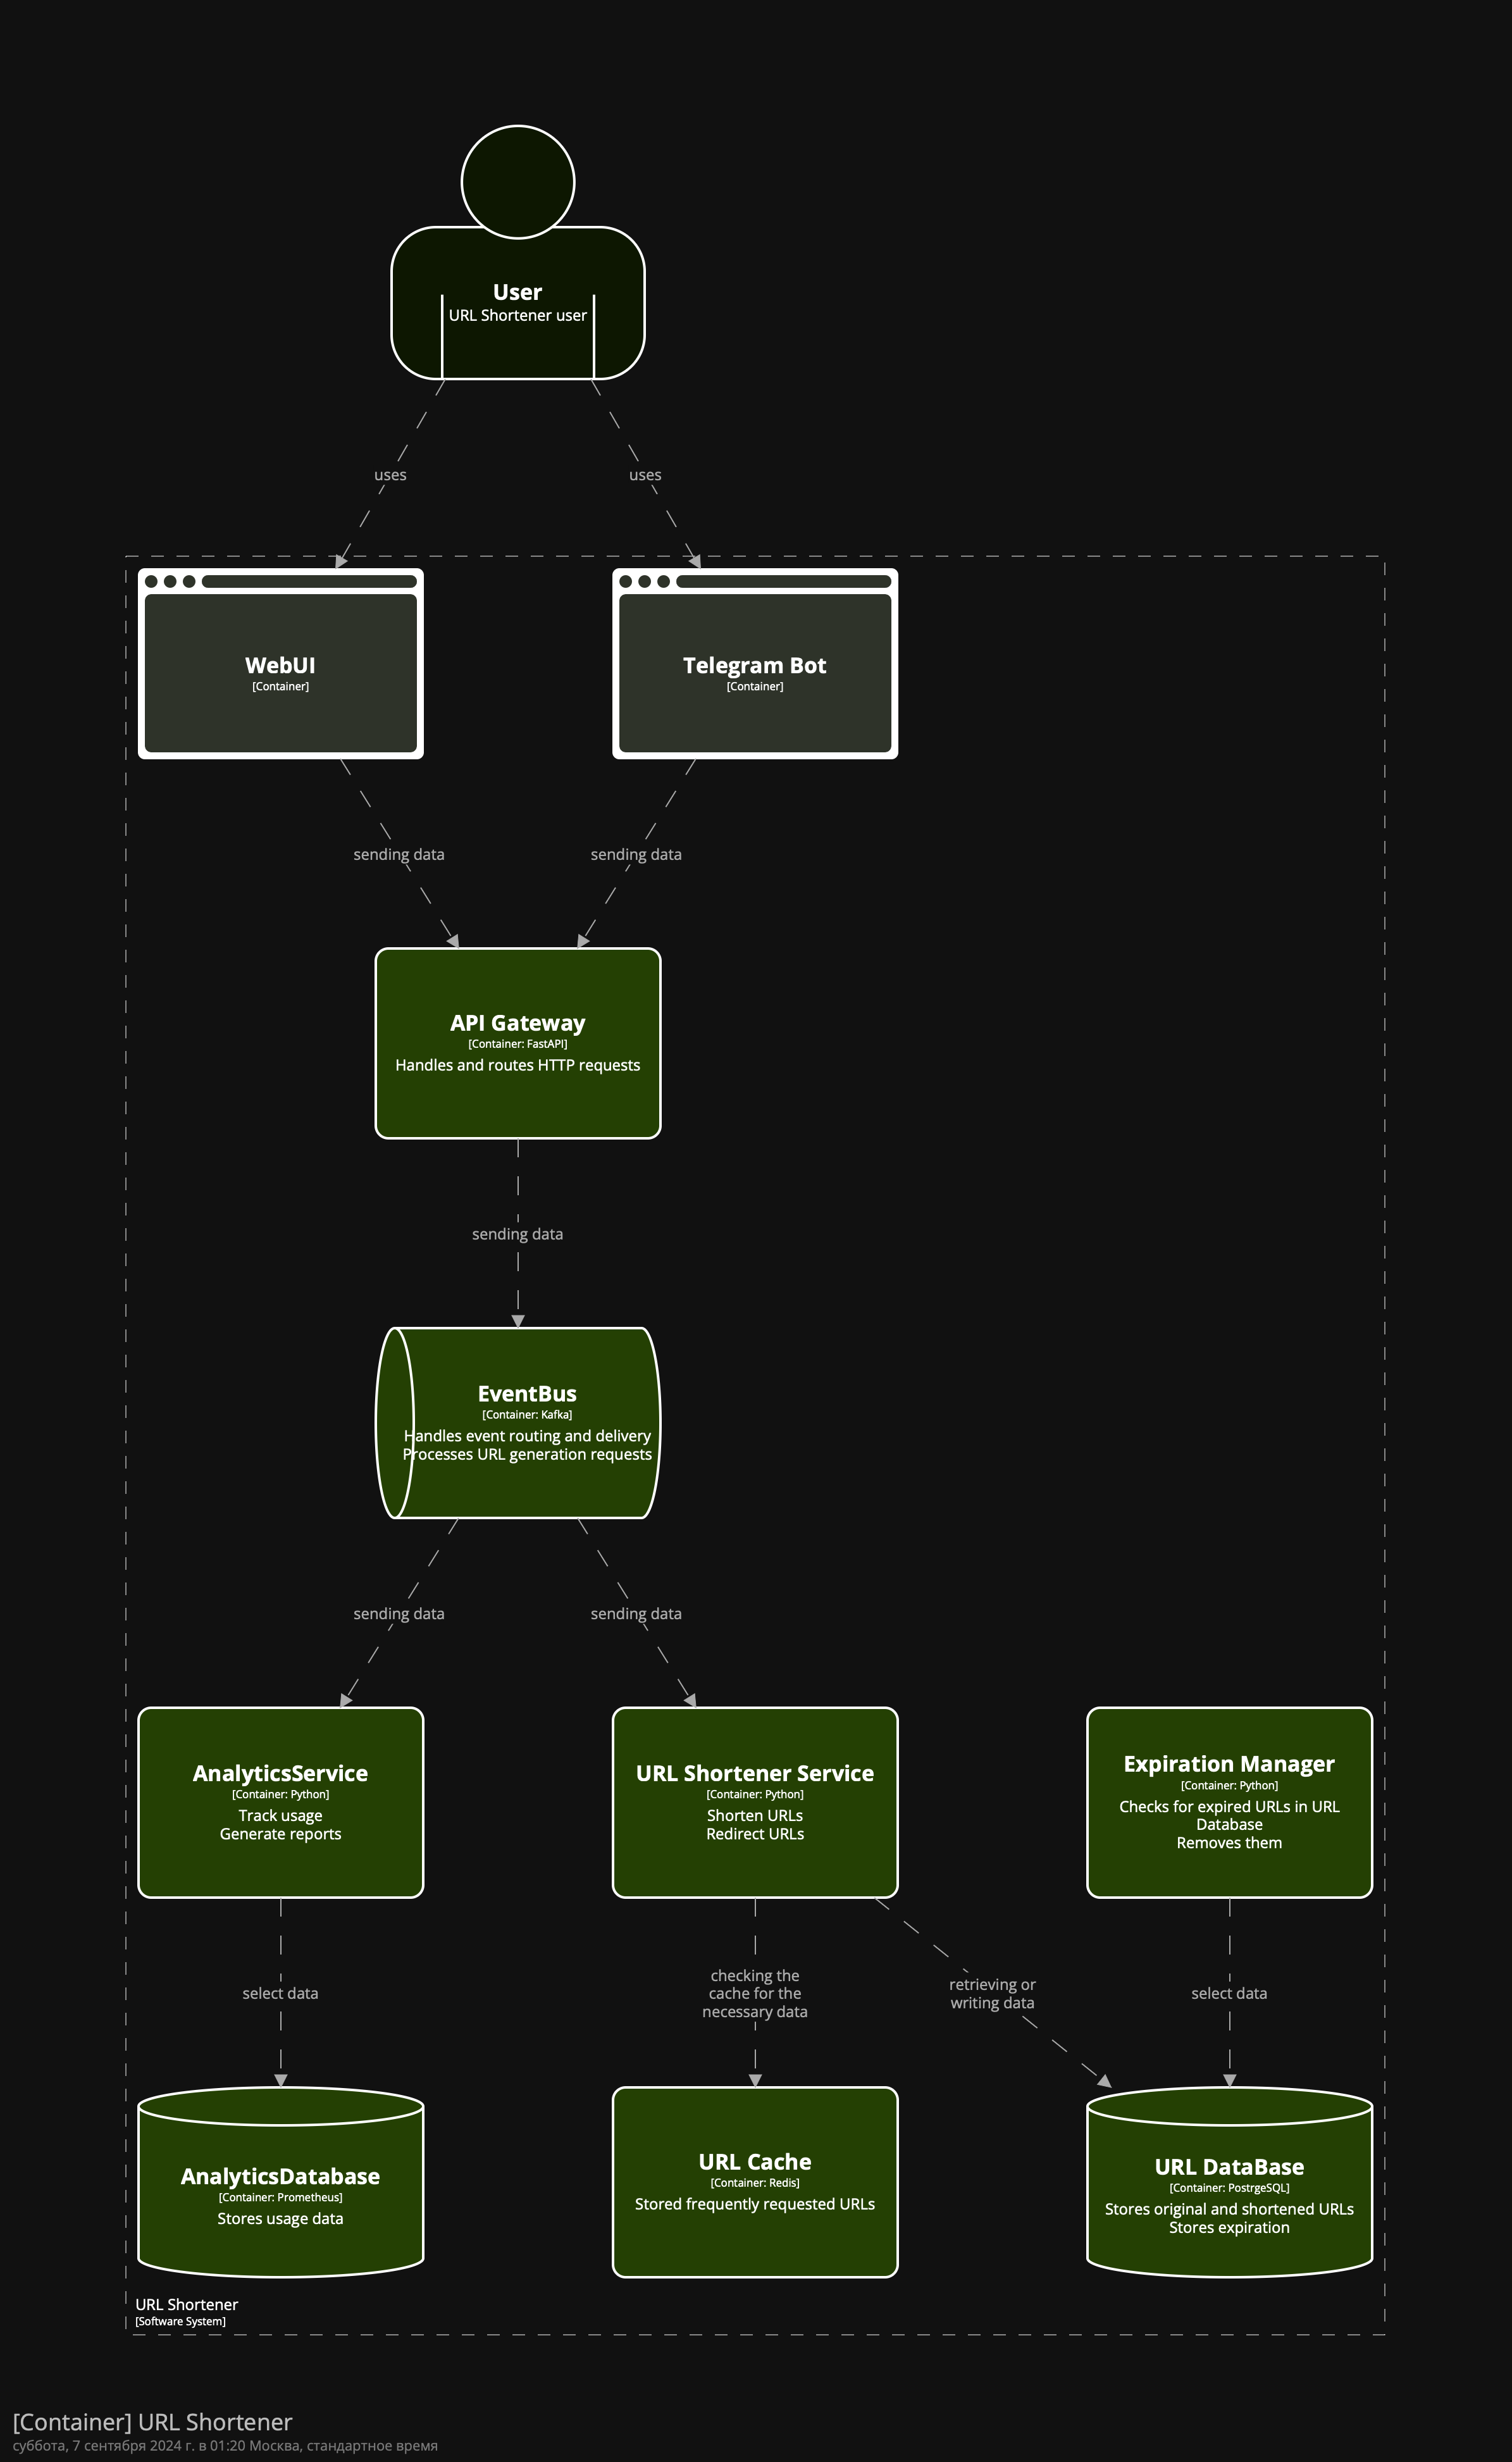 User
URL Shortener user
uses
uses
WebUI
[Container]
Telegram Bot
[Container]
sending data
sending data
API Gateway
[Container: FastAPI]
Handles and routes HTTP requests
sending data
EventBus
[Container: Kafka]
Handles event routing and delivery
Processes URL generation requests
sending data
sending data
AnalyticsService
[Container: Python]
Track usage
Generate reports
URL Shortener Service
[Container: Python]
Shorten URLs
Redirect URLs
Expiration Manager
[Container: Python]
Checks for expired URLs in URL
Database
Removes them
select data
checking the
cache for the
necessary data
retrieving or
writing data
select data
AnalyticsDatabase
[Container: Prometheus]
Stores usage data
URL Cache
[Container: Redis]
Stored frequently requested URLs
URL DataBase
[Container: PostrgeSQL]
Stores original and shortened URLs
Stores expiration
URL Shortener
[Software System]
[Container] URL Shortener
суббота, 7 сентября 2024 г. в 01:20 Москва, стандартное время